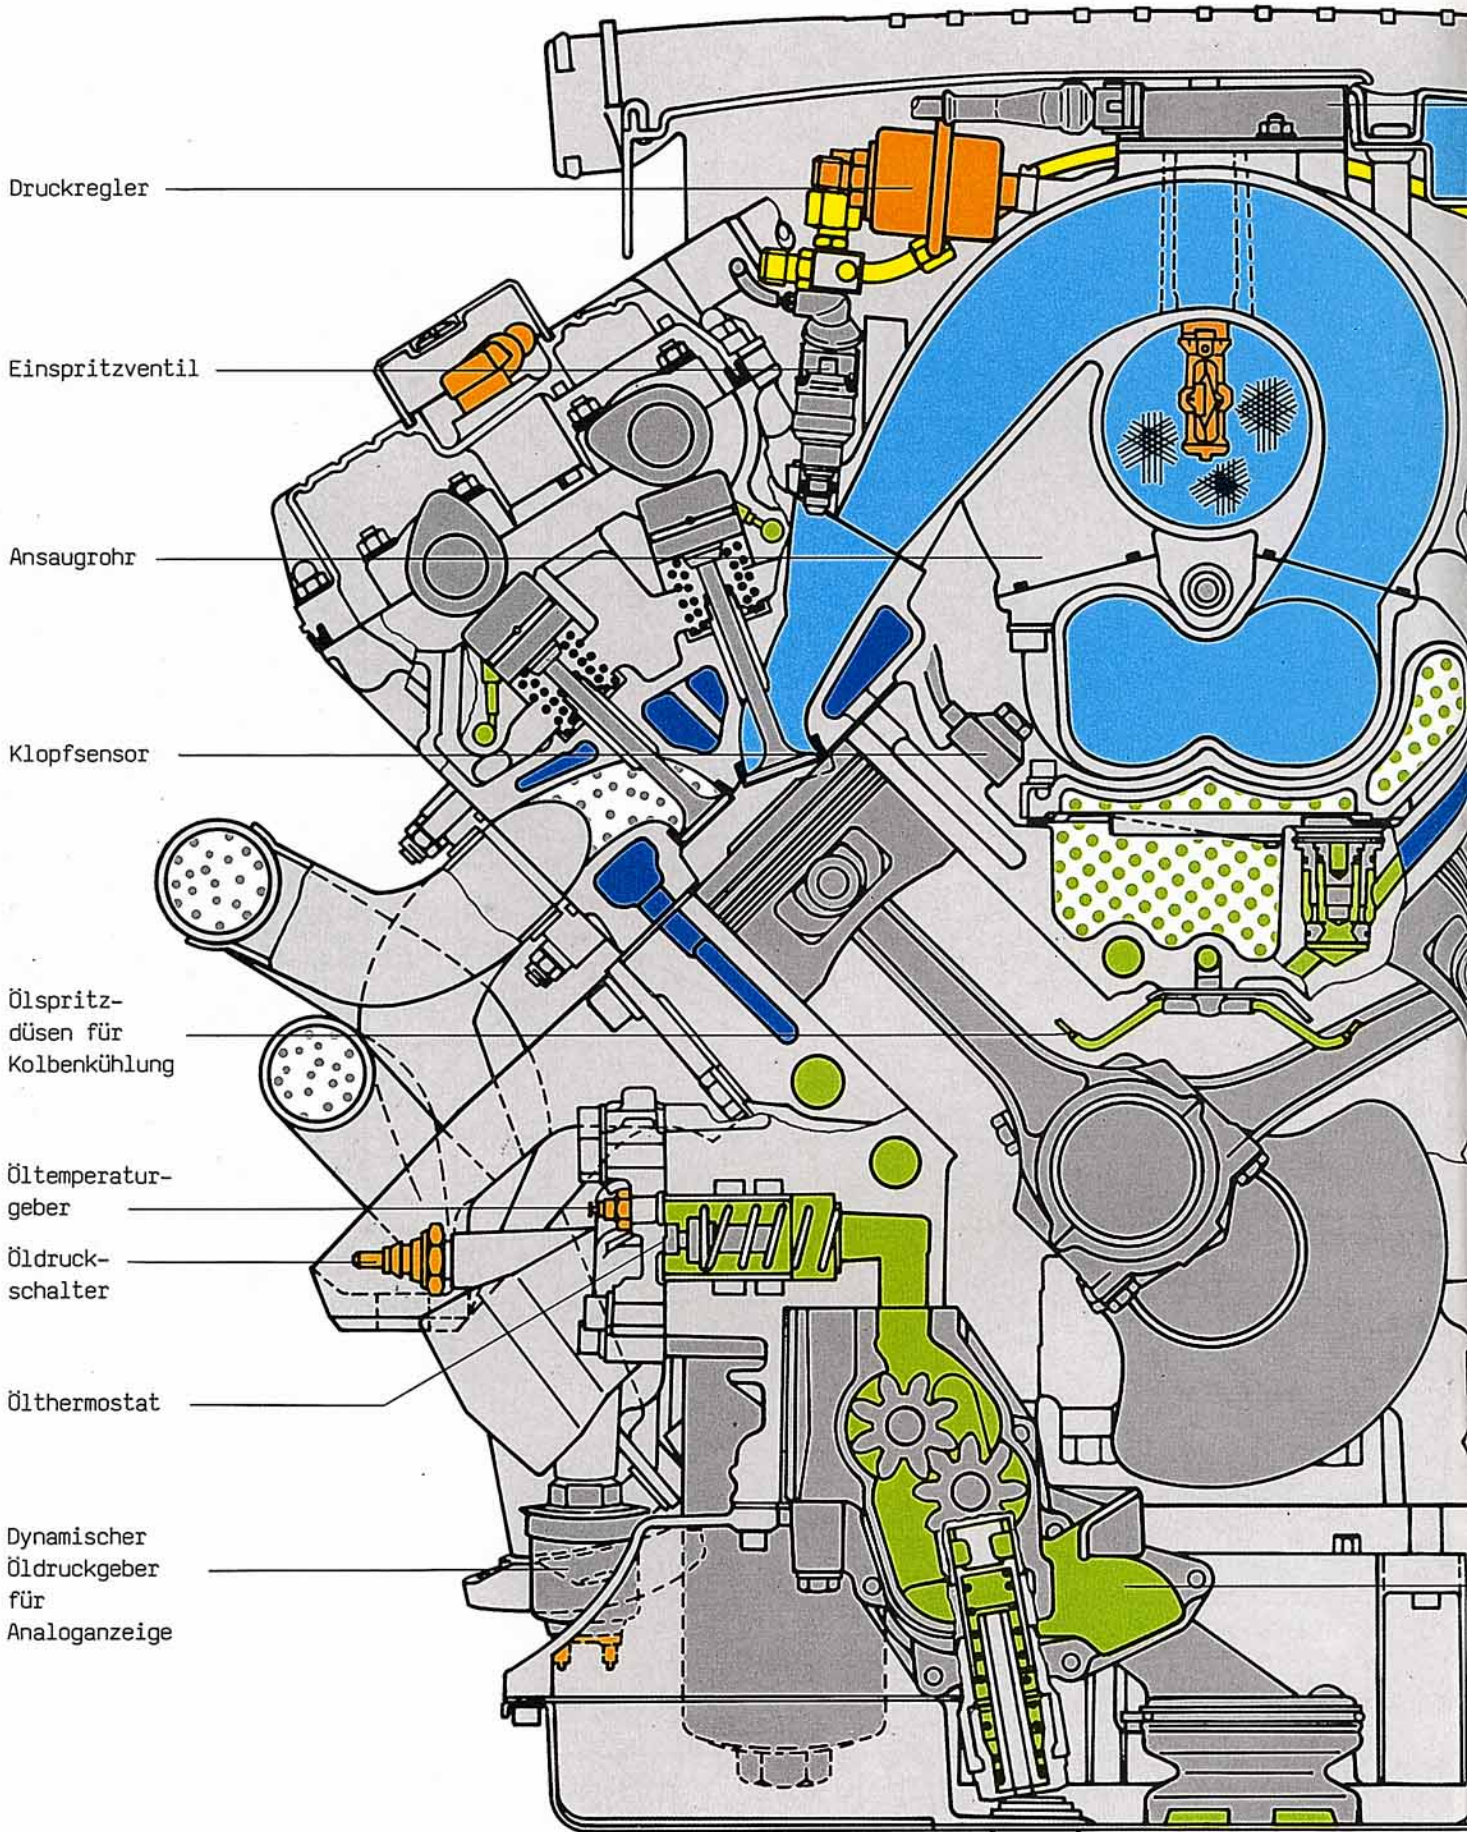 Druckregler
Einspritzventil
Ansaugrohr
Klopfsensor
Ölspritz-
düsen für
Kolbenkühlung
Öltemperatur-
geber
Öldruck-
schalter
Ölthermostat
Dynamischer
Öldruckgeber
für
Analoganzeige